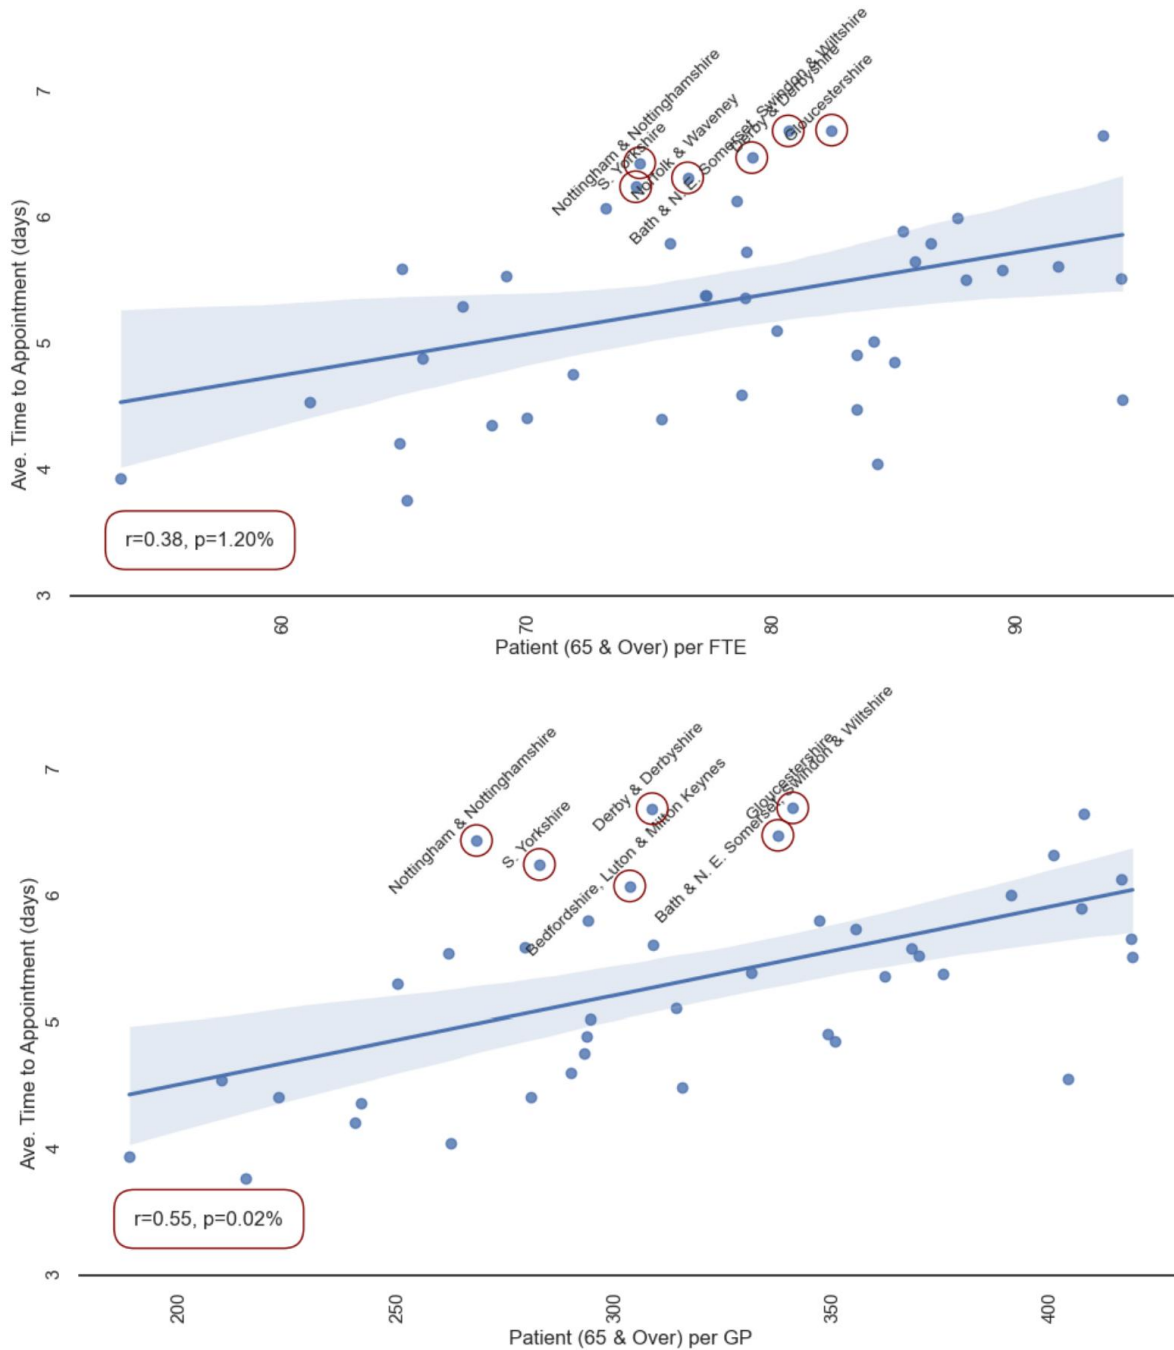 Nottingham & Nottinghamshire
S. Yorkshire
Norfolk & Waveney
Bath & N. E. Somerset, Swindon & Wiltshire
Derby & Derbyshire
Gloucestershire
7
6
5
4
3
Ave. Time to Appointment (days)
r=0.38, p=1.20%
60
70
80
90
Patient (65 & Over) per FTE
Nottingham & Nottinghamshire
S. Yorkshire
Derby & Derbyshire
Bedfordshire, Luton & Milton Keynes
Gloucestershire
Bath & N. E. Somerset, Swindon & Wiltshire
7
6
5
4
3
Ave. Time to Appointment (days)
r=0.55, p=0.02%
200
250
300
350
400
Patient (65 & Over) per GP